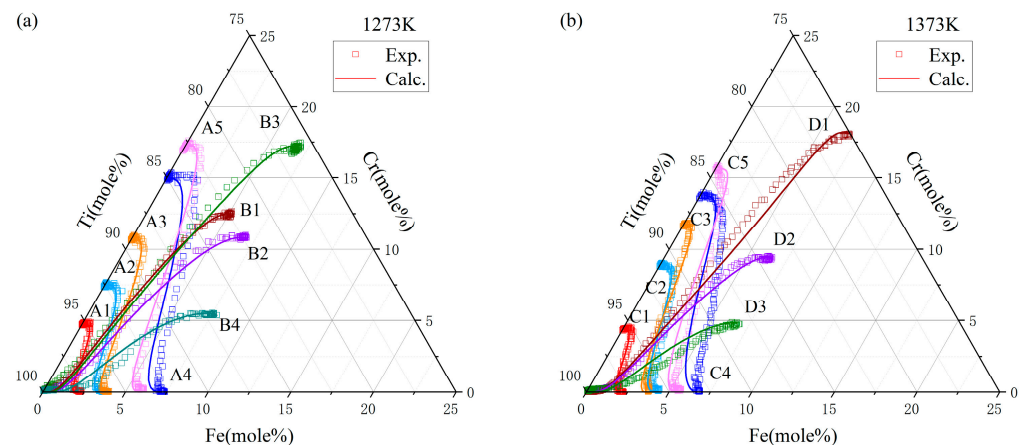 (a)
1273K
Exp.
Calc.
75
80
85
90
95
100
25
20
15
10
5
0
0
5
10
15
20
25
Ti(mole%)
Cr(mole%)
Fe(mole%)
A1
A2
A3
A4
A5
B1
B2
B3
B4
(b)
1373K
Exp.
Calc.
75
80
85
90
95
100
25
20
15
10
5
0
0
5
10
15
20
25
Ti(mole%)
Cr(mole%)
Fe(mole%)
C1
C2
C3
C4
C5
D1
D2
D3